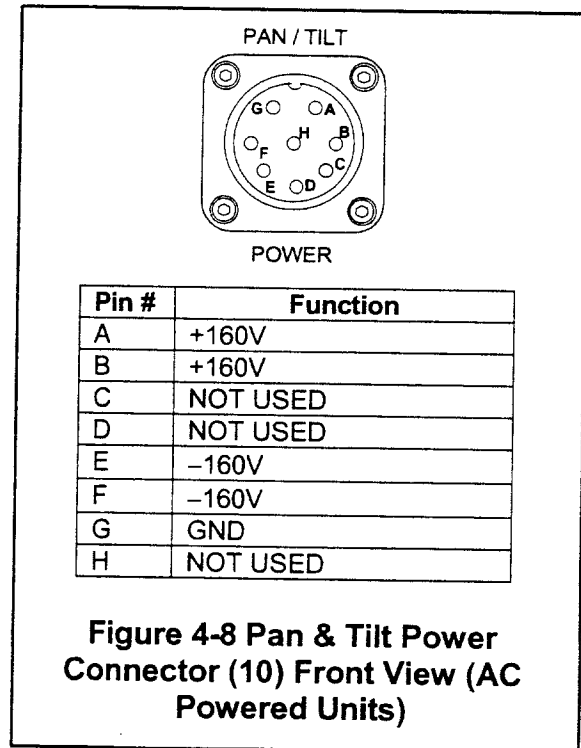 PAN / TILT
G A
H B
F C
E D
POWER
Pin # Function
A +160V
B +160V
C NOT USED
D NOT USED
E –160V
F –160V
G GND
H NOT USED
Figure 4-8 Pan & Tilt Power
Connector (10) Front View (AC
Powered Units)